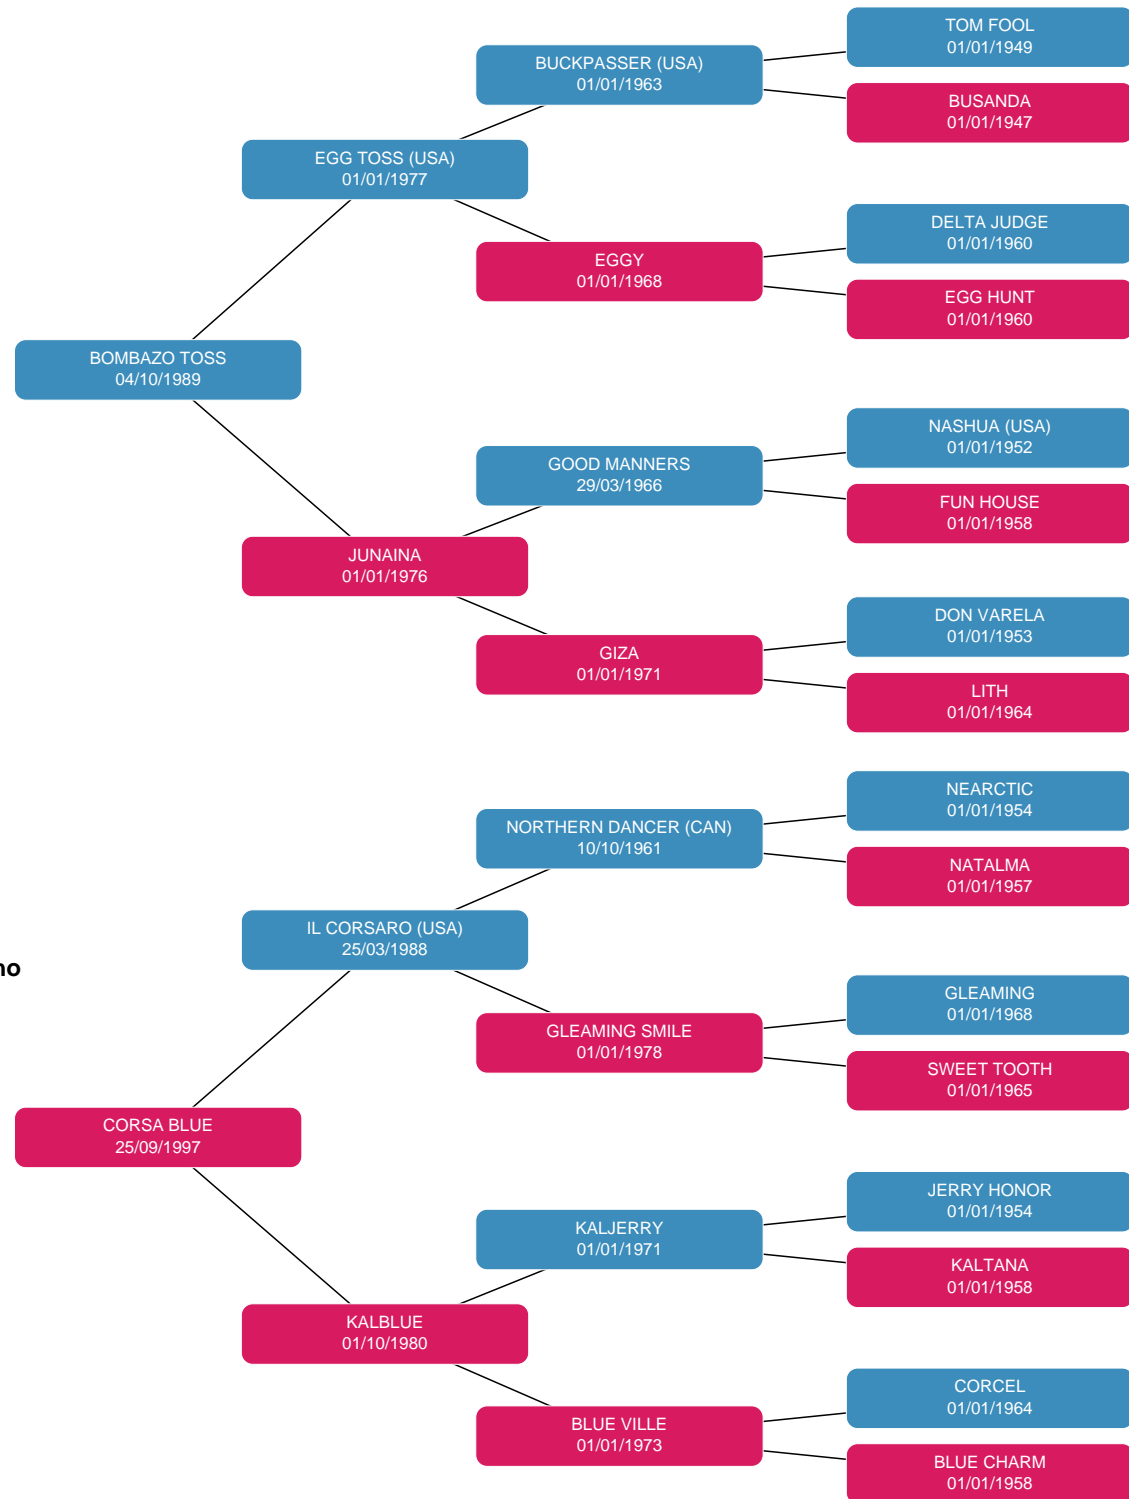 TOM FOOL
01/01/1949
BUCKPASSER (USA)
01/01/1963
BUSANDA
01/01/1947
EGG TOSS (USA)
01/01/1977
DELTA JUDGE
01/01/1960
EGGY
01/01/1968
EGG HUNT
01/01/1960
BOMBAZO TOSS
04/10/1989
NASHUA (USA)
01/01/1952
GOOD MANNERS
29/03/1966
FUN HOUSE
01/01/1958
JUNAINA
01/01/1976
DON VARELA
01/01/1953
GIZA
01/01/1971
LITH
01/01/1964
NEARCTIC
01/01/1954
NORTHERN DANCER (CAN)
10/10/1961
NATALMA
01/01/1957
IL CORSARO (USA)
25/03/1988
no
GLEAMING
01/01/1968
GLEAMING SMILE
01/01/1978
SWEET TOOTH
01/01/1965
CORSA BLUE
25/09/1997
JERRY HONOR
01/01/1954
KALJERRY
01/01/1971
KALTANA
01/01/1958
KALBLUE
01/10/1980
CORCEL
01/01/1964
BLUE VILLE
01/01/1973
BLUE CHARM
01/01/1958